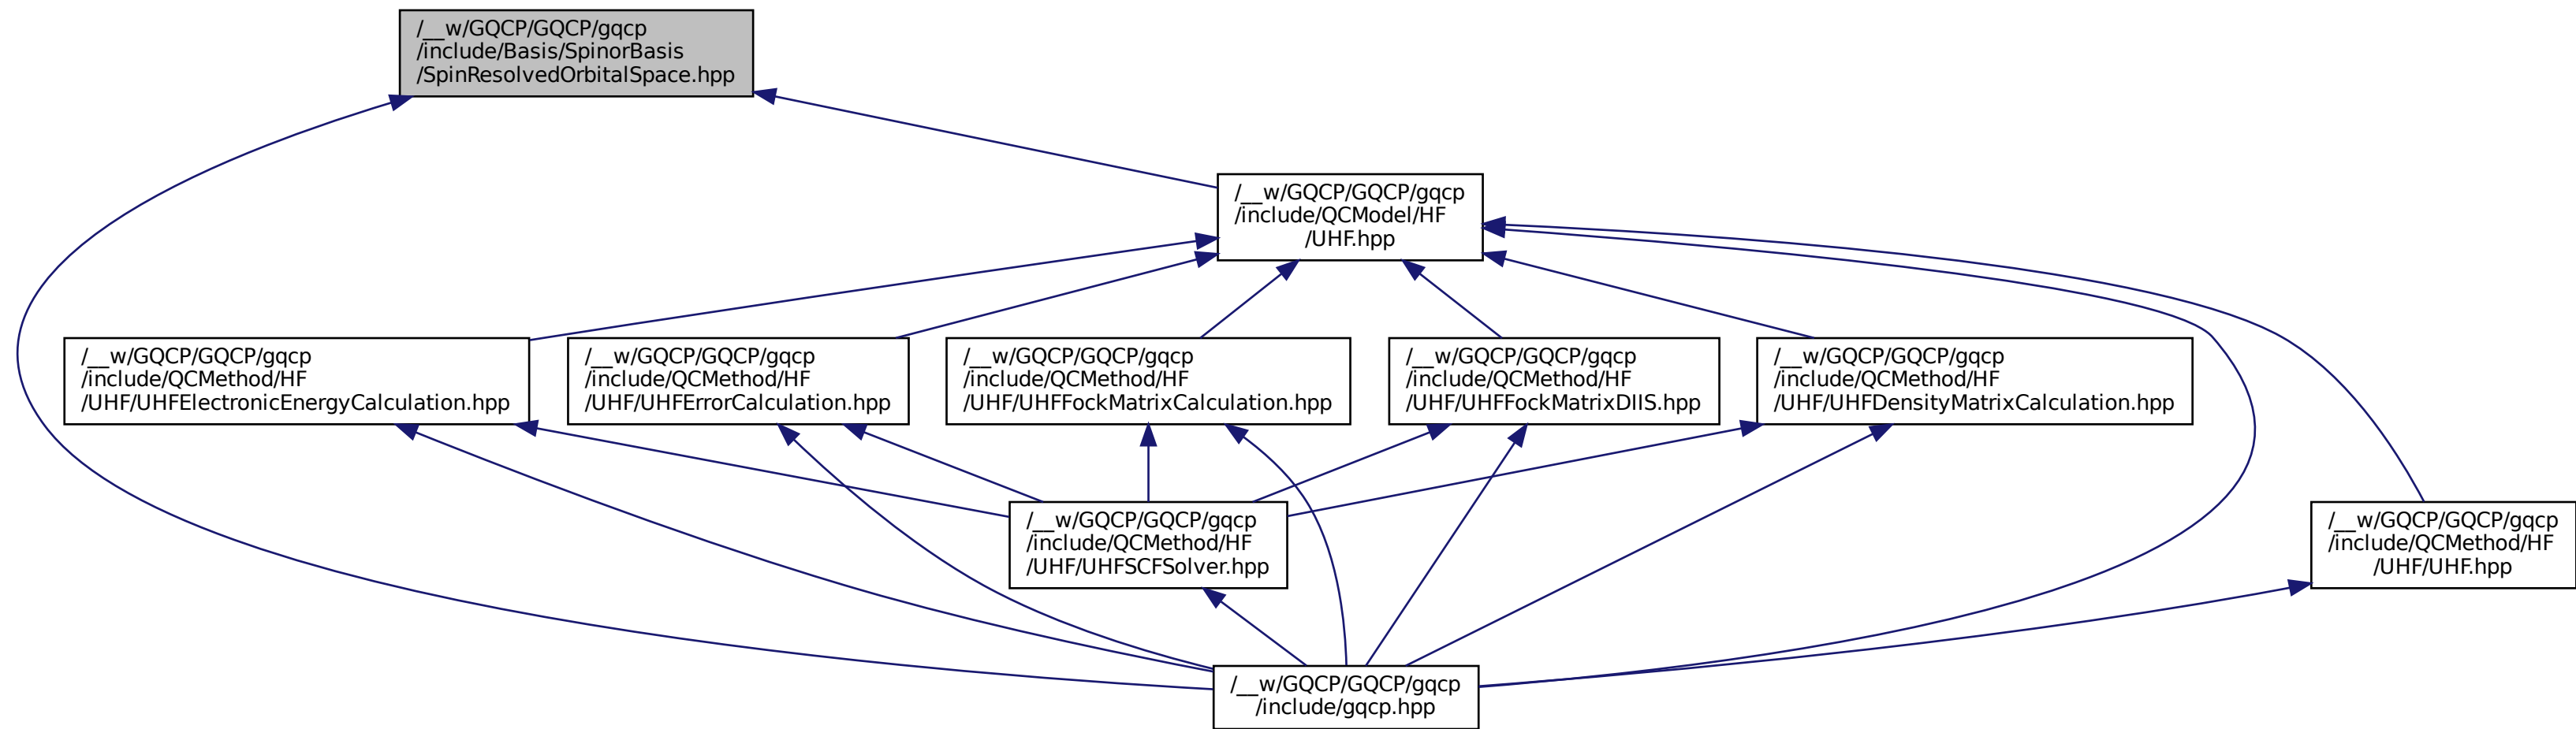 /__w/GQCP/GQCP/gqcp
/include/Basis/SpinorBasis
/SpinResolvedOrbitalSpace.hpp
/__w/GQCP/GQCP/gqcp
/include/QCModel/HF
/UHF.hpp
/__w/GQCP/GQCP/gqcp
/include/QCMethod/HF
/UHF/UHFElectronicEnergyCalculation.hpp
/__w/GQCP/GQCP/gqcp
/include/QCMethod/HF
/UHF/UHFErrorCalculation.hpp
/__w/GQCP/GQCP/gqcp
/include/QCMethod/HF
/UHF/UHFFockMatrixCalculation.hpp
/__w/GQCP/GQCP/gqcp
/include/QCMethod/HF
/UHF/UHFFockMatrixDIIS.hpp
/__w/GQCP/GQCP/gqcp
/include/QCMethod/HF
/UHF/UHFDensityMatrixCalculation.hpp
/__w/GQCP/GQCP/gqcp
/include/QCMethod/HF
/UHF/UHFSCFSolver.hpp
/__w/GQCP/GQCP/gqcp
/include/QCMethod/HF
/UHF/UHF.hpp
/__w/GQCP/GQCP/gqcp
/include/gqcp.hpp